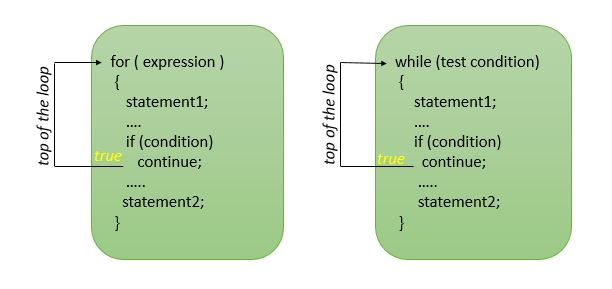 top of the loop
for ( expression )
{
statement1;
....
if (condition)
true
continue;
.....
statement2;
}
top of the loop
while (test condition)
{
statement1;
....
if (condition)
true
continue;
.....
statement2;
}